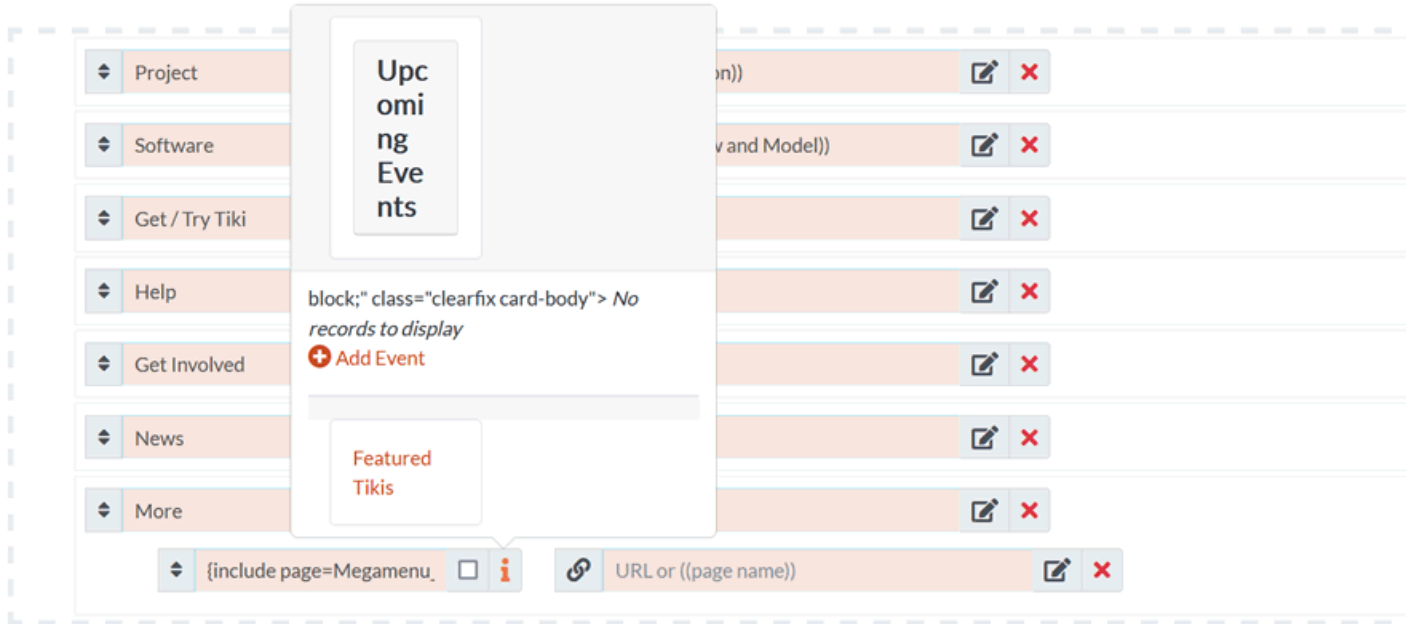 Project
on))
Software
and Model))
Get / Try Tiki
Help
Get Involved
News
More
Upc
omi
ng
Eve
nts
block;" class="clearfix card-body"> No
records to display
Add Event
Featured
Tikis
{include page=Megamenu_
URL or ((page name))